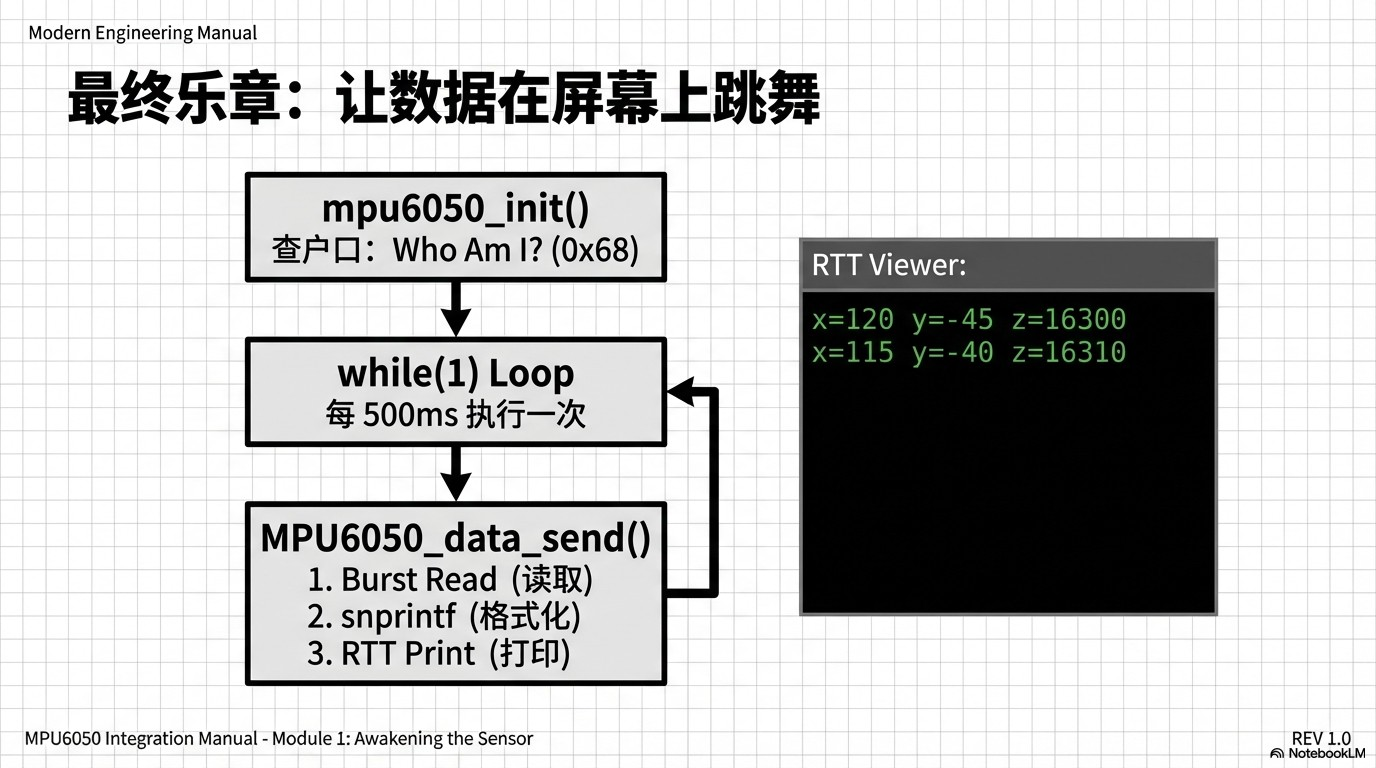 Modern Engineering Manual
最终乐章：让数据在屏幕上跳舞
mpu6050_init()
查户口：Who Am I? (0x68)
while(1) Loop
每 500ms 执行一次
MPU6050_data_send()
1. Burst Read (读取)
2. snprintf (格式化)
3. RTT Print (打印)
RTT Viewer:
x=120 y=-45 z=16300
x=115 y=-40 z=16310
MPU6050 Integration Manual - Module 1: Awakening the Sensor
REV 1.0
NotebookLM